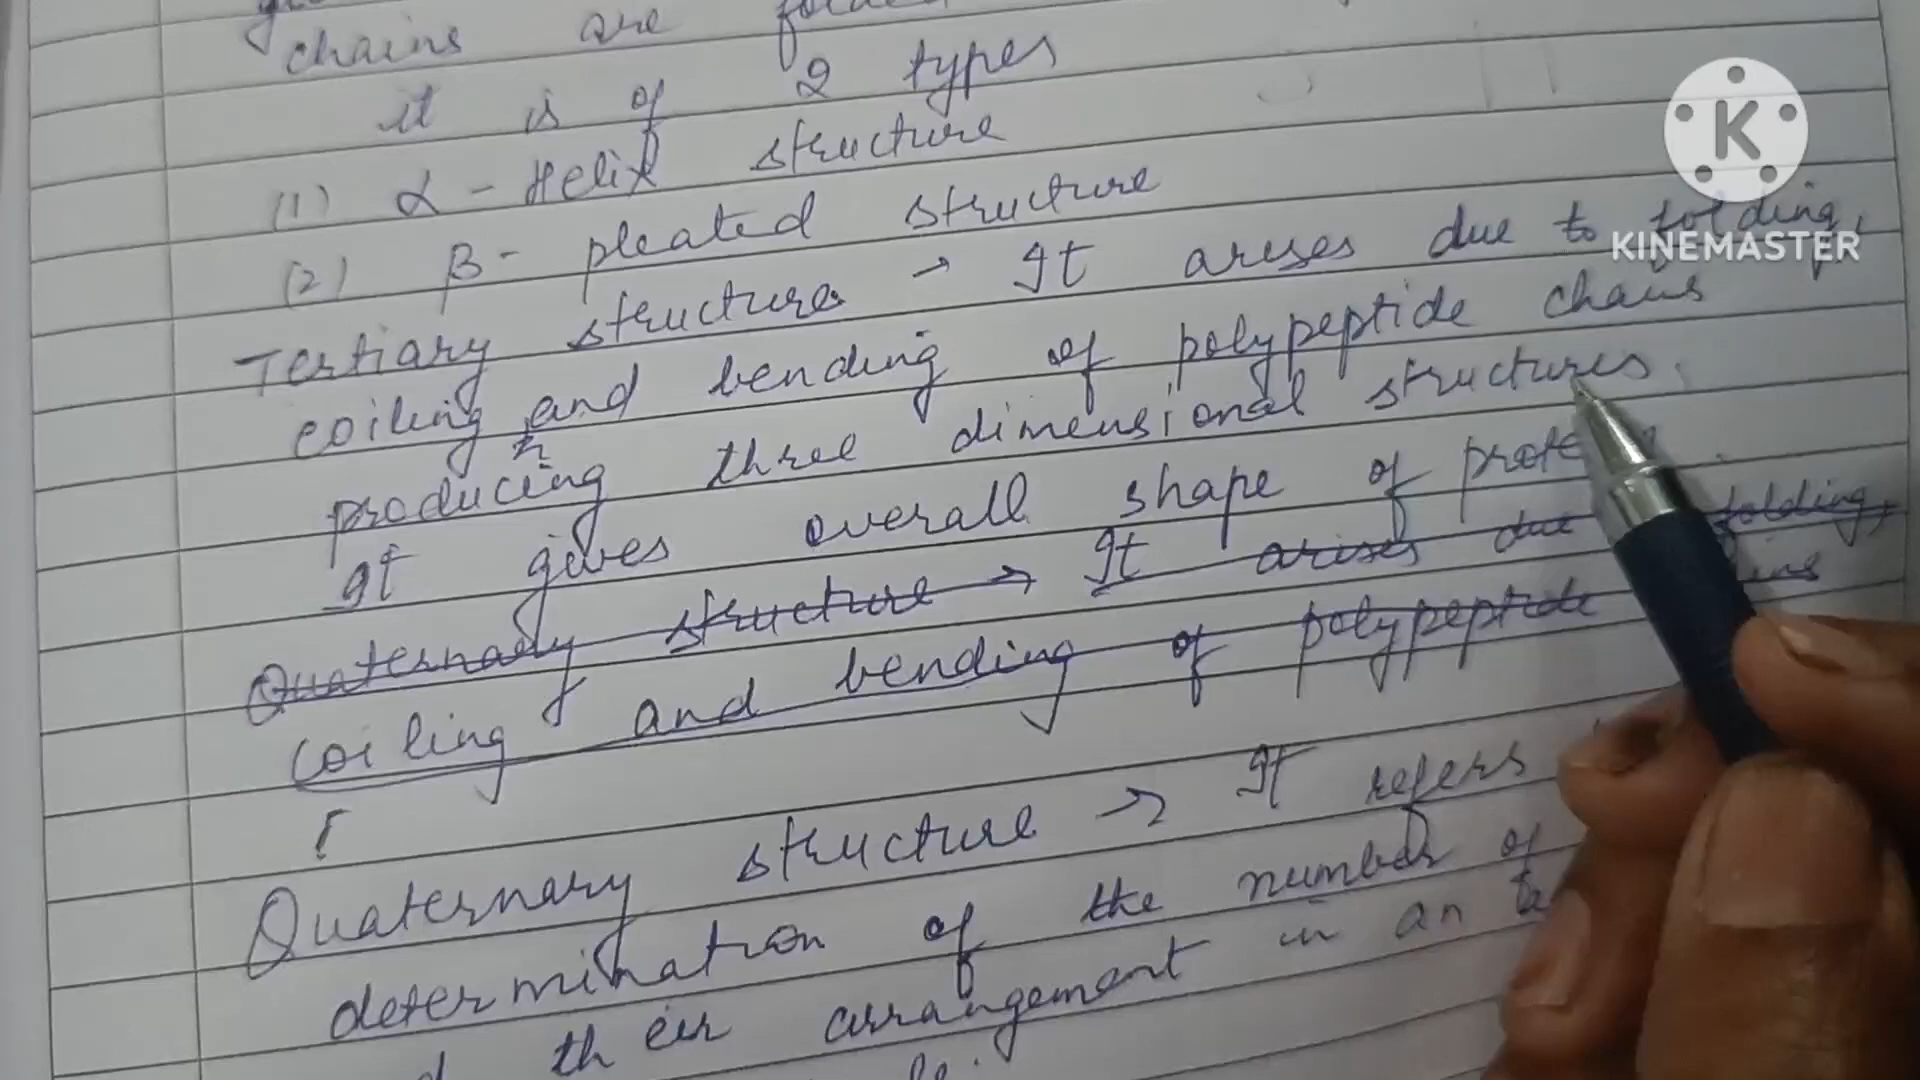 chains are folded
it is of 2 types
(1) α - Helix structure
(2) β - pleated structure
Tertiary structure → It arises due to folding,
coiling and bending of polypeptide chains
producing three dimensional structures.
It gives overall shape of
Quaternary structure → It arises due folding,
coiling and bending of polypeptide
Quaternary structure → It refers
determination of the number of
their arrangement in an
K
KINEMASTER